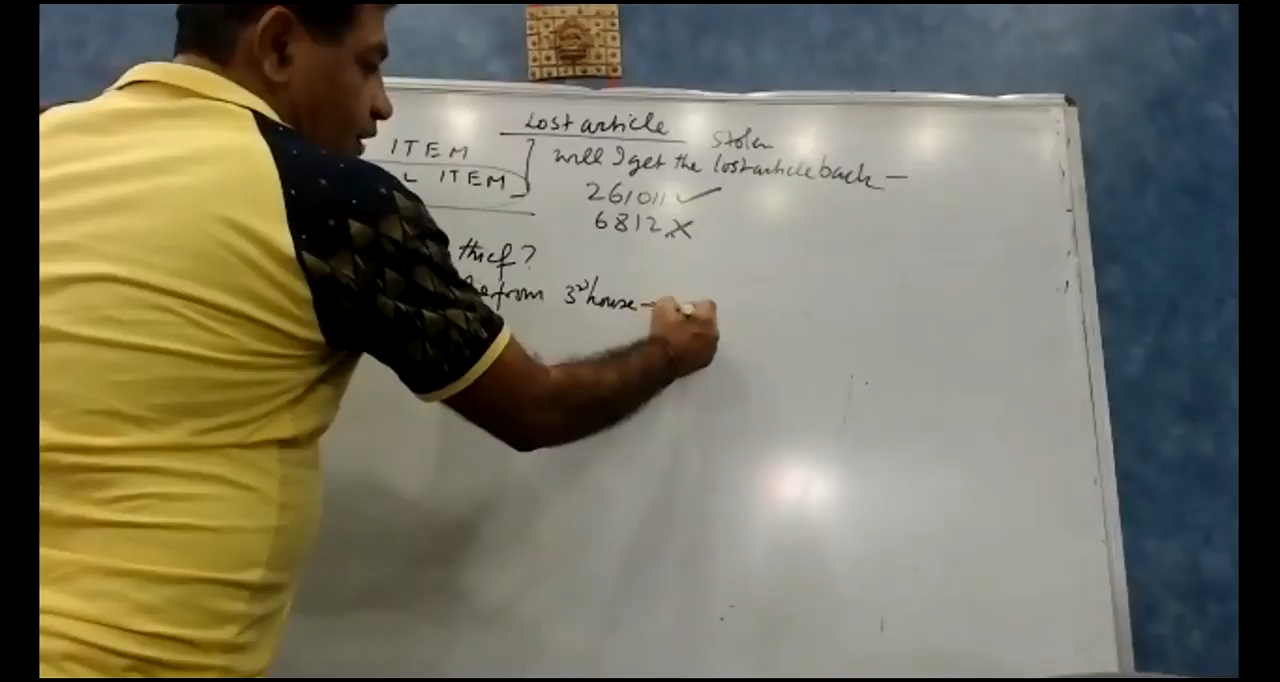 Lost article
Stolen
ITEM
L ITEM
will I get the lost article back —
261011 ✓
6812 ✗
thief?
from 3rd house —